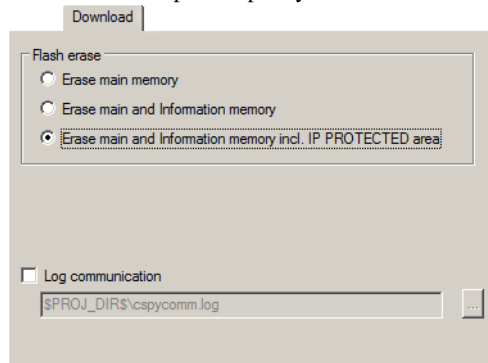 Download
Flash erase
Erase main memory
Erase main and Information memory
Erase main and Information memory incl. IP PROTECTED area
Log communication
$PROJ_DIR$\cspycomm.log
...